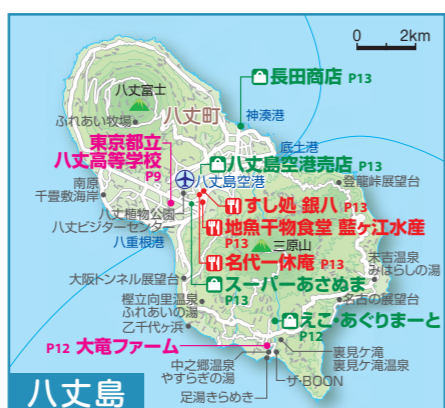 0 2km
長田商店 P13
八丈富士
八丈町
神湊港
ふれあい牧場
東京都立
八丈高等学校
P9
底土港
八丈島空港売店 P13
八丈島空港
登龍峠展望台
南原
千畳敷海岸
すし処 銀八 P13
八丈植物公園
八丈ビジターセンター
地魚干物食堂 藍ヶ江水産
P13
八重根港
三原山
名代一休庵 P13
末吉温泉
みはらしの湯
大阪トンネル展望台
スーパーあさぬま
P13
名古の展望台
樫立向里温泉
ふれあいの湯
えこ・あぐりまーと
P12
乙千代ヶ浜
P12 大竜ファーム
裏見ケ滝
裏見ケ滝温泉
中之郷温泉
やすらぎの湯
ザ・BOON
足湯きらめき
八丈島